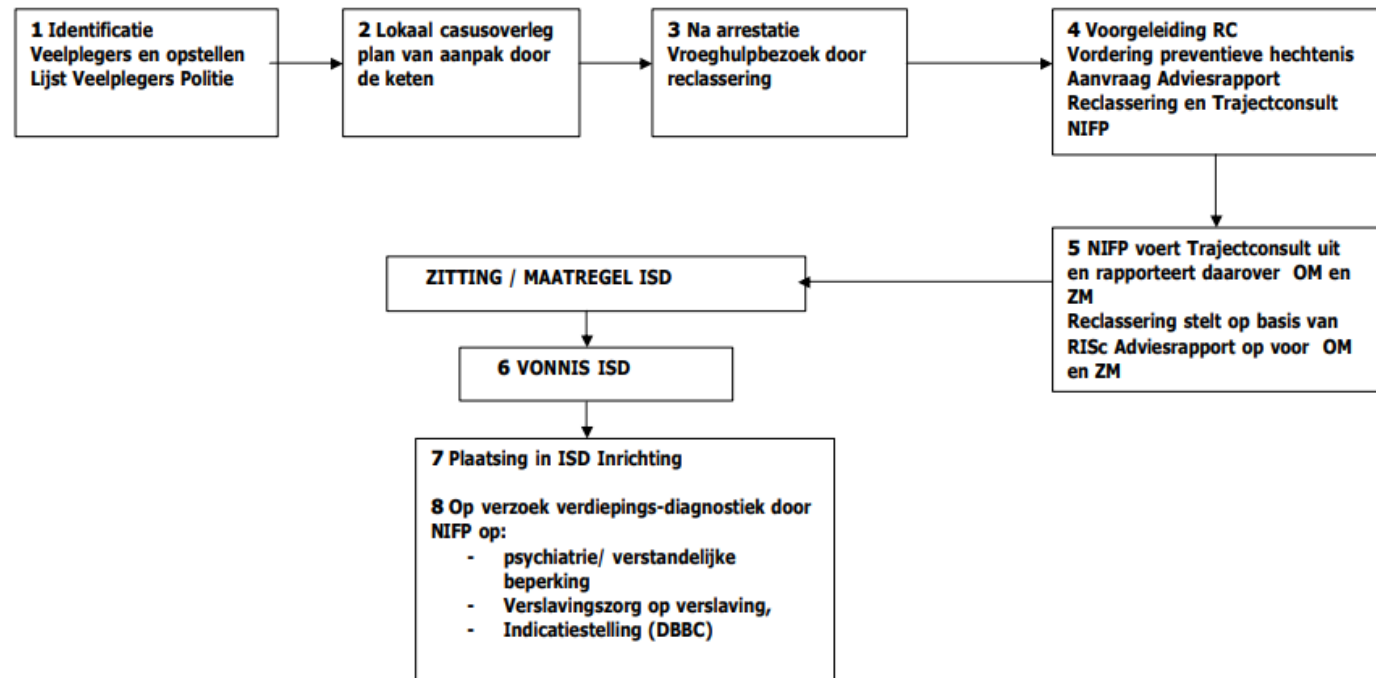 1 Identificatie
Veelplegers en opstellen
Lijst Veelplegers Politie
2 Lokaal casusoverleg
plan van aanpak door
de keten
3 Na arrestatie
Vroeghulpbezoek door
reclassering
4 Voorgeleiding RC
Vordering preventieve hechtenis
Aanvraag Adviesrapport
Reclassering en Trajectconsult
NIFP
5 NIFP voert Trajectconsult uit
en rapporteert daarover OM en
ZM
Reclassering stelt op basis van
RISc Adviesrapport op voor OM
en ZM
ZITTING / MAATREGEL ISD
6 VONNIS ISD
7 Plaatsing in ISD Inrichting
8 Op verzoek verdiepings-diagnostiek door
NIFP op:
- psychiatrie/ verstandelijke
beperking
- Verslavingszorg op verslaving,
- Indicatiestelling (DBBC)